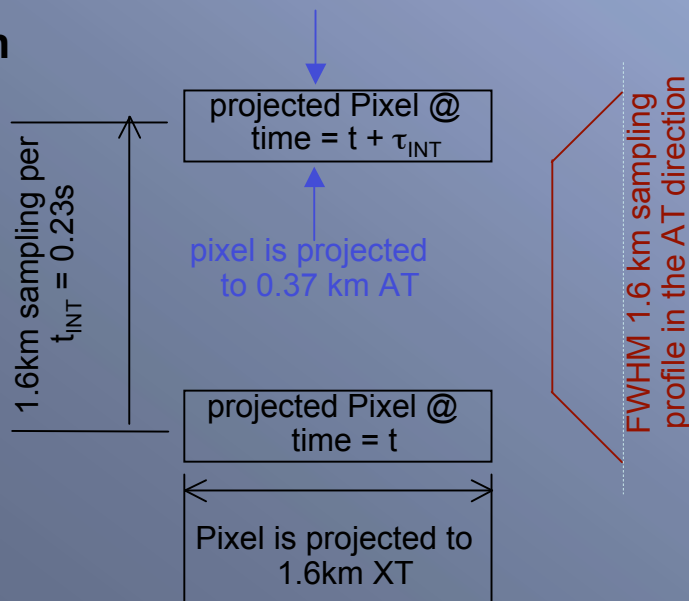 n
projected Pixel @
time = t + τINT
1.6km sampling per
tINT = 0.23s
pixel is projected
to 0.37 km AT
FWHM 1.6 km sampling
profile in the AT direction
projected Pixel @
time = t
Pixel is projected to
1.6km XT